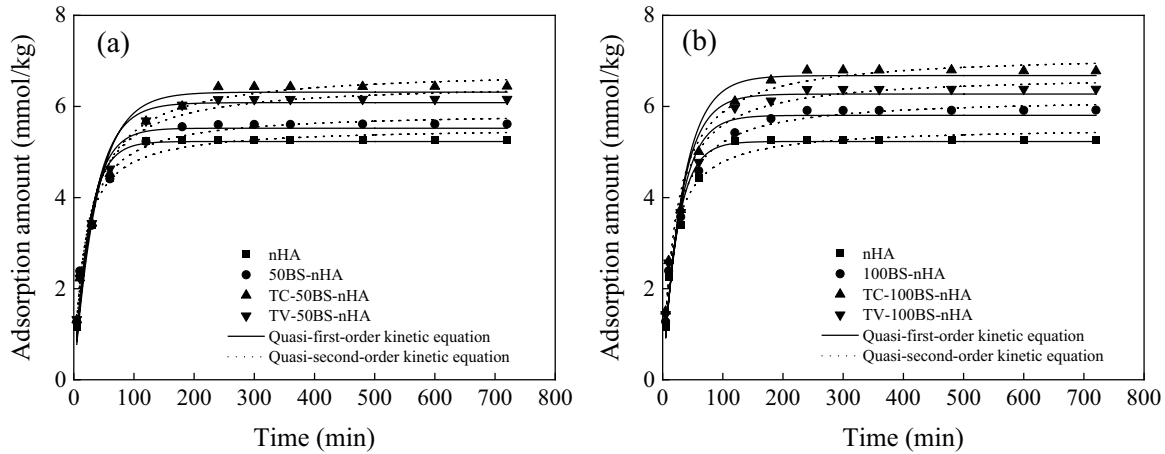 (a)
Adsorption amount (mmol/kg)
8
6
4
2
0
nHA
50BS-nHA
TC-50BS-nHA
TV-50BS-nHA
Quasi-first-order kinetic equation
Quasi-second-order kinetic equation
0 100 200 300 400 500 600 700 800
Time (min)
(b)
Adsorption amount (mmol/kg)
8
6
4
2
0
nHA
100BS-nHA
TC-100BS-nHA
TV-100BS-nHA
Quasi-first-order kinetic equation
Quasi-second-order kinetic equation
0 100 200 300 400 500 600 700 800
Time (min)